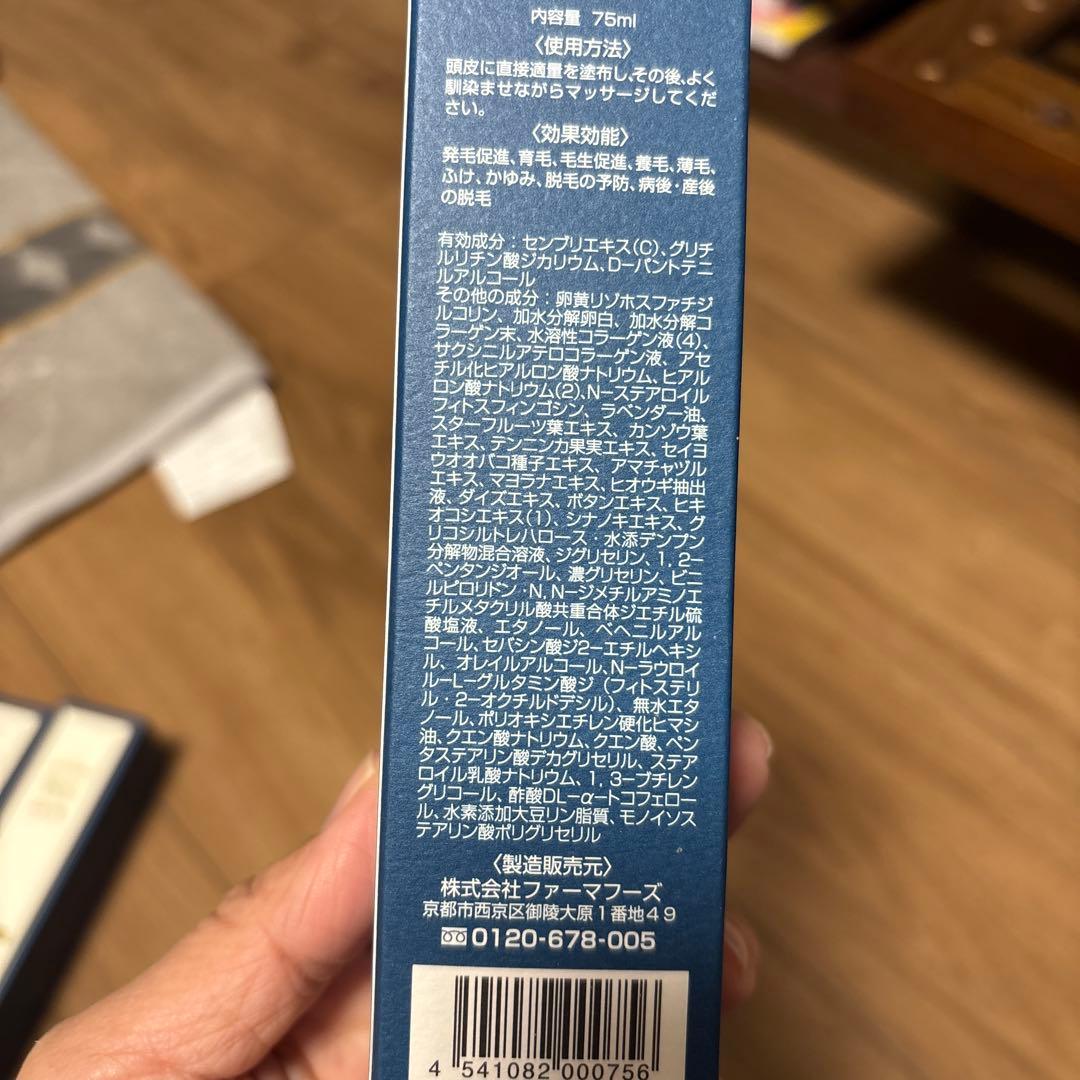 内容量 75ml
〈使用方法〉
頭皮に直接適量を塗布し、その後、よく
馴染ませながらマッサージしてくだ
さい。
〈効果効能〉
発毛促進、育毛、毛生促進、養毛、薄毛、
ふけ、かゆみ、脱毛の予防、病後・産後
の脱毛
有効成分：センブリエキス(C)、グリチ
ルリチン酸ジカリウム、D-パントテニ
ルアルコール
その他の成分：卵黄リゾホスファチジ
ルコリン、加水分解卵白、加水分解コ
ラーゲン末、水溶性コラーゲン液(4)、
サクシニルアテロコラーゲン液、アセ
チル化ヒアルロン酸ナトリウム、ヒアル
ロン酸ナトリウム(2)、N-ステアロイル
フィトスフィンゴシン、ラベンダー油、
スターフルーツ葉エキス、カンゾウ葉
エキス、テンニンカ果実エキス、セイヨ
ウオオバコ種子エキス、アマチャヅル
エキス、マヨラナエキス、ヒオウギ抽出
液、ダイズエキス、ボタンエキス、ヒキ
オコシエキス(1)、シナノキエキス、グ
リコシルトレハロース・水添デンプン
分解物混合溶液、ジグリセリン、1,2-
ペンタンジオール、濃グリセリン、ビニ
ルピロリドン・N,N-ジメチルアミノエ
チルメタクリル酸共重合体ジエチル硫
酸塩液、エタノール、ベヘニルアル
コール、セバシン酸ジ2-エチルヘキシ
ル、オレイルアルコール、N-ラウロイ
ル-L-グルタミン酸ジ(フィトステリ
ル・2-オクチルドデシル)、無水エタ
ノール、ポリオキシエチレン硬化ヒマシ
油、クエン酸ナトリウム、クエン酸、ペン
タステアリン酸デカグリセリル、ステア
ロイル乳酸ナトリウム、1,3-ブチレン
グリコール、酢酸DL-α-トコフェロー
ル、水素添加大豆リン脂質、モノイソス
テアリン酸ポリグリセリル
〈製造販売元〉
株式会社ファーマフーズ
京都市西京区御陵大原1番地49
0120-678-005
4 541082 000756